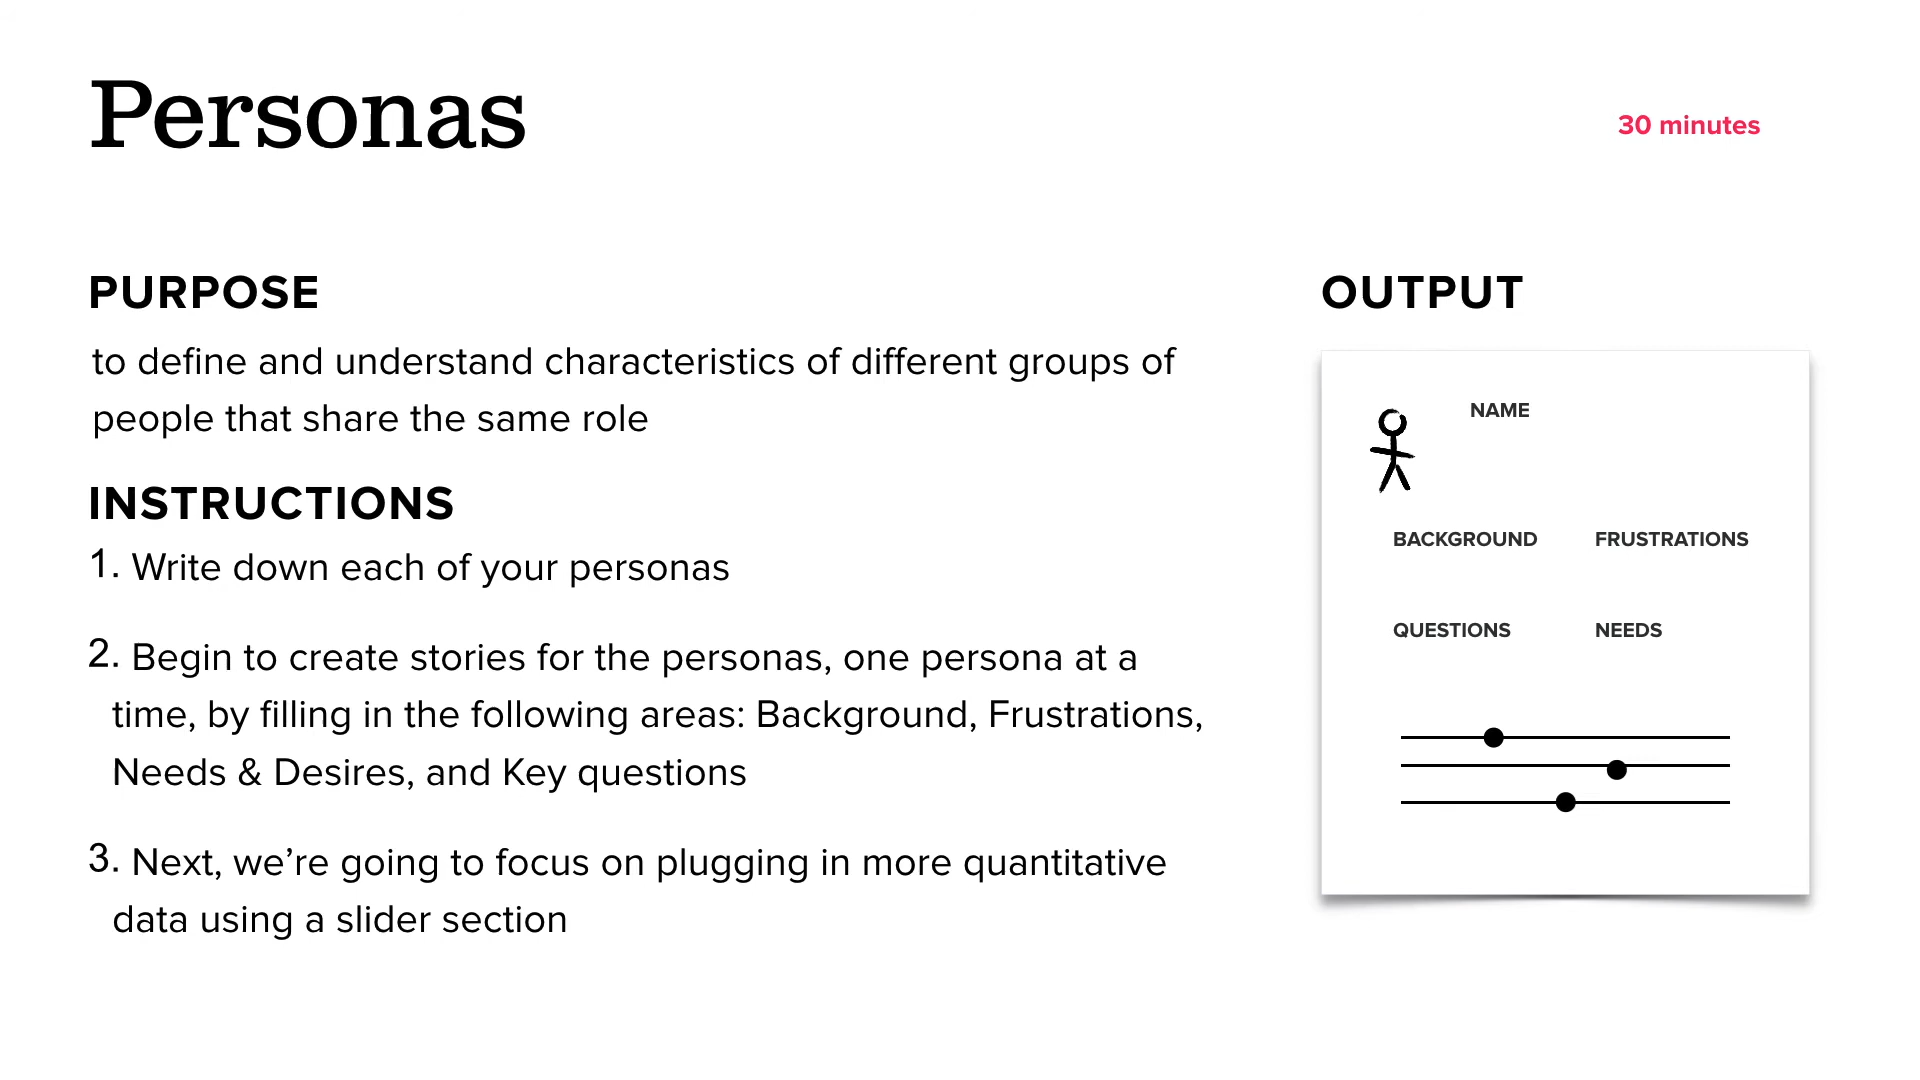 Personas
30 minutes
PURPOSE
to define and understand characteristics of different groups of
people that share the same role
INSTRUCTIONS
1. Write down each of your personas
2. Begin to create stories for the personas, one persona at a
time, by filling in the following areas: Background, Frustrations,
Needs & Desires, and Key questions
3. Next, we’re going to focus on plugging in more quantitative
data using a slider section
OUTPUT
NAME
BACKGROUND FRUSTRATIONS
QUESTIONS NEEDS